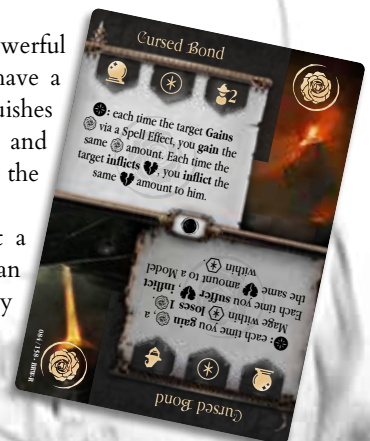 werful
have a
uishes
and
the
t a
an
y
Cursed Bond
2
: each time the target Gains
via a Spell Effect, you gain the
same amount. Each time the
target inflicts , you inflict the
same amount to him.
Cursed Bond
: each time you gain , a
Mage within loses 1 .
Each time you suffer , inflict
the same amount to a Model
within .